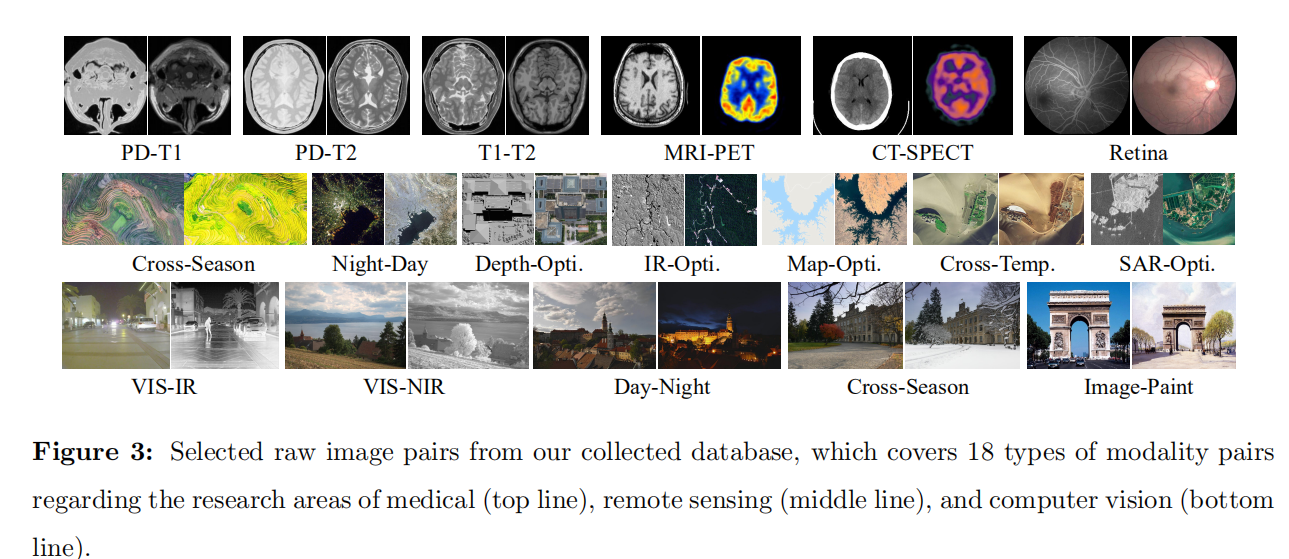 PD-T1 PD-T2 T1-T2 MRI-PET CT-SPECT Retina
Cross-Season Night-Day Depth-Opti. IR-Opti. Map-Opti. Cross-Temp. SAR-Opti.
VIS-IR VIS-NIR Day-Night Cross-Season Image-Paint
Figure 3: Selected raw image pairs from our collected database, which covers 18 types of modality pairs
regarding the research areas of medical (top line), remote sensing (middle line), and computer vision (bottom
line).